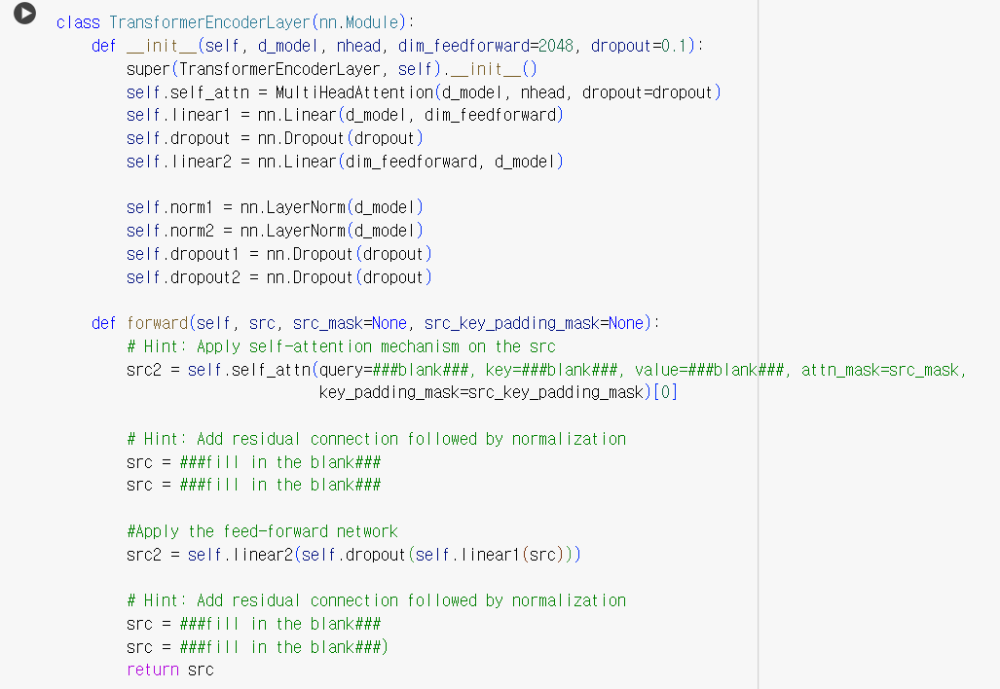 class TransformerEncoderLayer(nn.Module):
    def __init__(self, d_model, nhead, dim_feedforward=2048, dropout=0.1):
        super(TransformerEncoderLayer, self).__init__()
        self.self_attn = MultiHeadAttention(d_model, nhead, dropout=dropout)
        self.linear1 = nn.Linear(d_model, dim_feedforward)
        self.dropout = nn.Dropout(dropout)
        self.linear2 = nn.Linear(dim_feedforward, d_model)

        self.norm1 = nn.LayerNorm(d_model)
        self.norm2 = nn.LayerNorm(d_model)
        self.dropout1 = nn.Dropout(dropout)
        self.dropout2 = nn.Dropout(dropout)

    def forward(self, src, src_mask=None, src_key_padding_mask=None):
        # Hint: Apply self-attention mechanism on the src
        src2 = self.self_attn(query=###blank###, key=###blank###, value=###blank###, attn_mask=src_mask,
                              key_padding_mask=src_key_padding_mask)[0]

        # Hint: Add residual connection followed by normalization
        src = ###fill in the blank###
        src = ###fill in the blank###

        #Apply the feed-forward network
        src2 = self.linear2(self.dropout(self.linear1(src)))

        # Hint: Add residual connection followed by normalization
        src = ###fill in the blank###
        src = ###fill in the blank###)
        return src